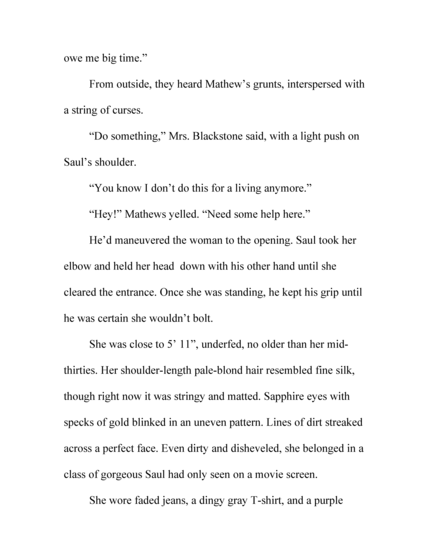 owe me big time.”
From outside, they heard Mathew’s grunts, interspersed with
a string of curses.
“Do something,” Mrs. Blackstone said, with a light push on
Saul’s shoulder.
“You know I don’t do this for a living anymore.”
“Hey!” Mathews yelled. “Need some help here.”
He’d maneuvered the woman to the opening. Saul took her
elbow and held her head  down with his other hand until she
cleared the entrance. Once she was standing, he kept his grip until
he was certain she wouldn’t bolt.
She was close to 5’ 11”, underfed, no older than her mid-
thirties. Her shoulder-length pale-blond hair resembled fine silk,
though right now it was stringy and matted. Sapphire eyes with
specks of gold blinked in an uneven pattern. Lines of dirt streaked
across a perfect face. Even dirty and disheveled, she belonged in a
class of gorgeous Saul had only seen on a movie screen.
She wore faded jeans, a dingy gray T-shirt, and a purple